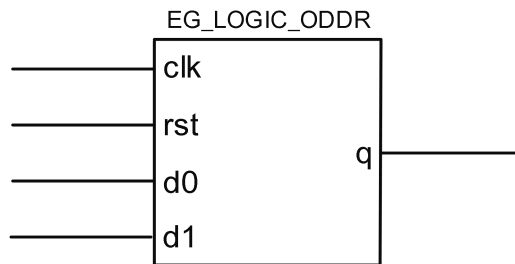 EG_LOGIC_ODDR
clk
rst
q
d0
d1